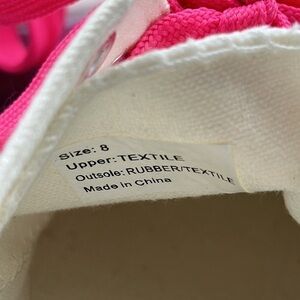 Size: 8
Upper: TEXTILE
Outsole: RUBBER/TEXTILE
Made in China